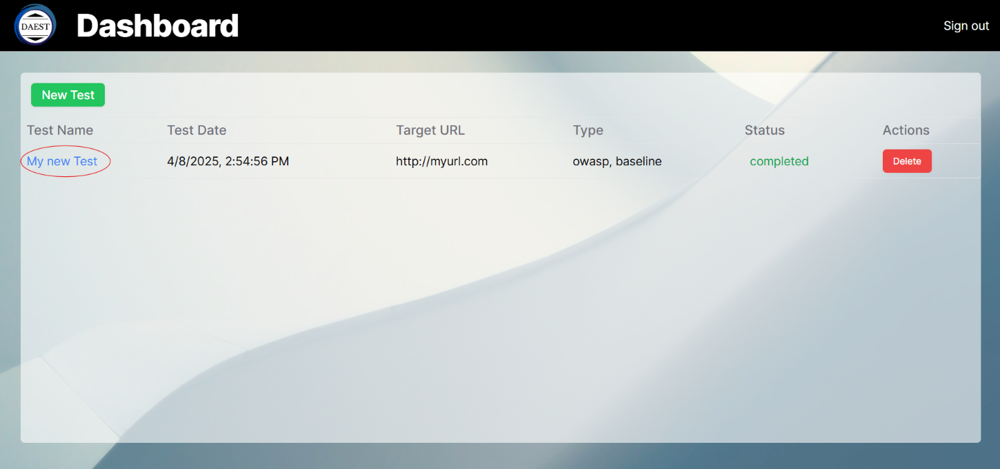 DAEST
Dashboard
Sign out
New Test
Test Name Test Date Target URL Type Status Actions
My new Test 4/8/2025, 2:54:56 PM http://myurl.com owasp, baseline completed Delete